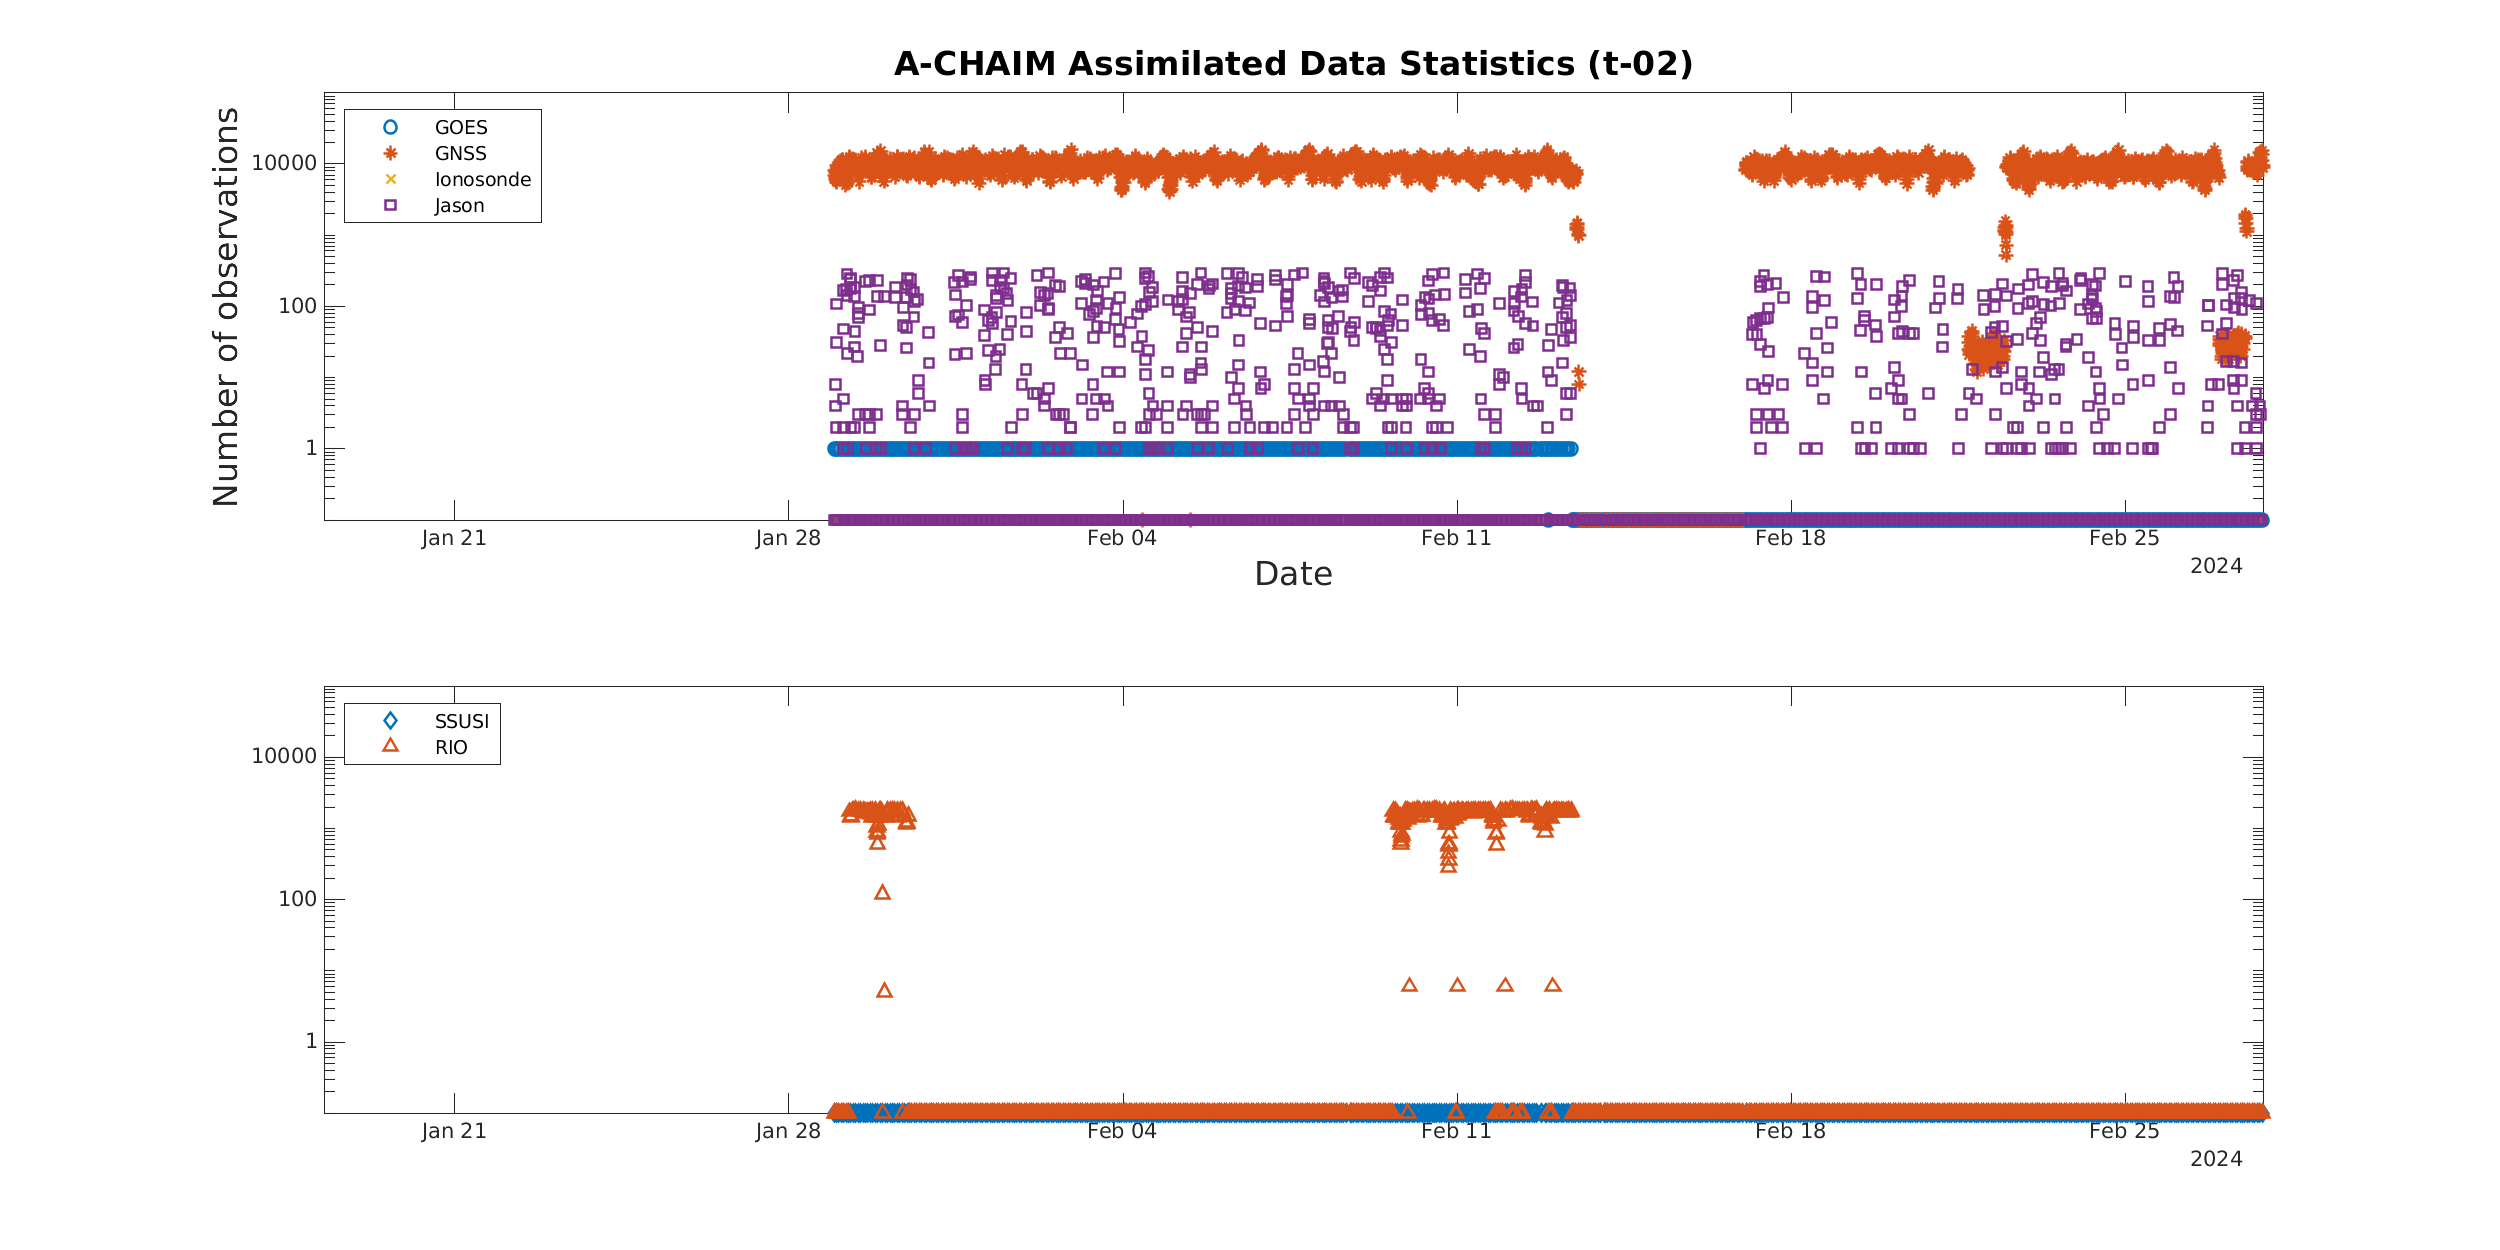 A-CHAIM Assimilated Data Statistics (t-02)
Number of observations
10000
100
1
GOES
GNSS
Ionosonde
Jason
Jan 21
Jan 28
Feb 04
Feb 11
Feb 18
Feb 25
2024
Date
10000
100
1
SSUSI
RIO
Jan 21
Jan 28
Feb 04
Feb 11
Feb 18
Feb 25
2024